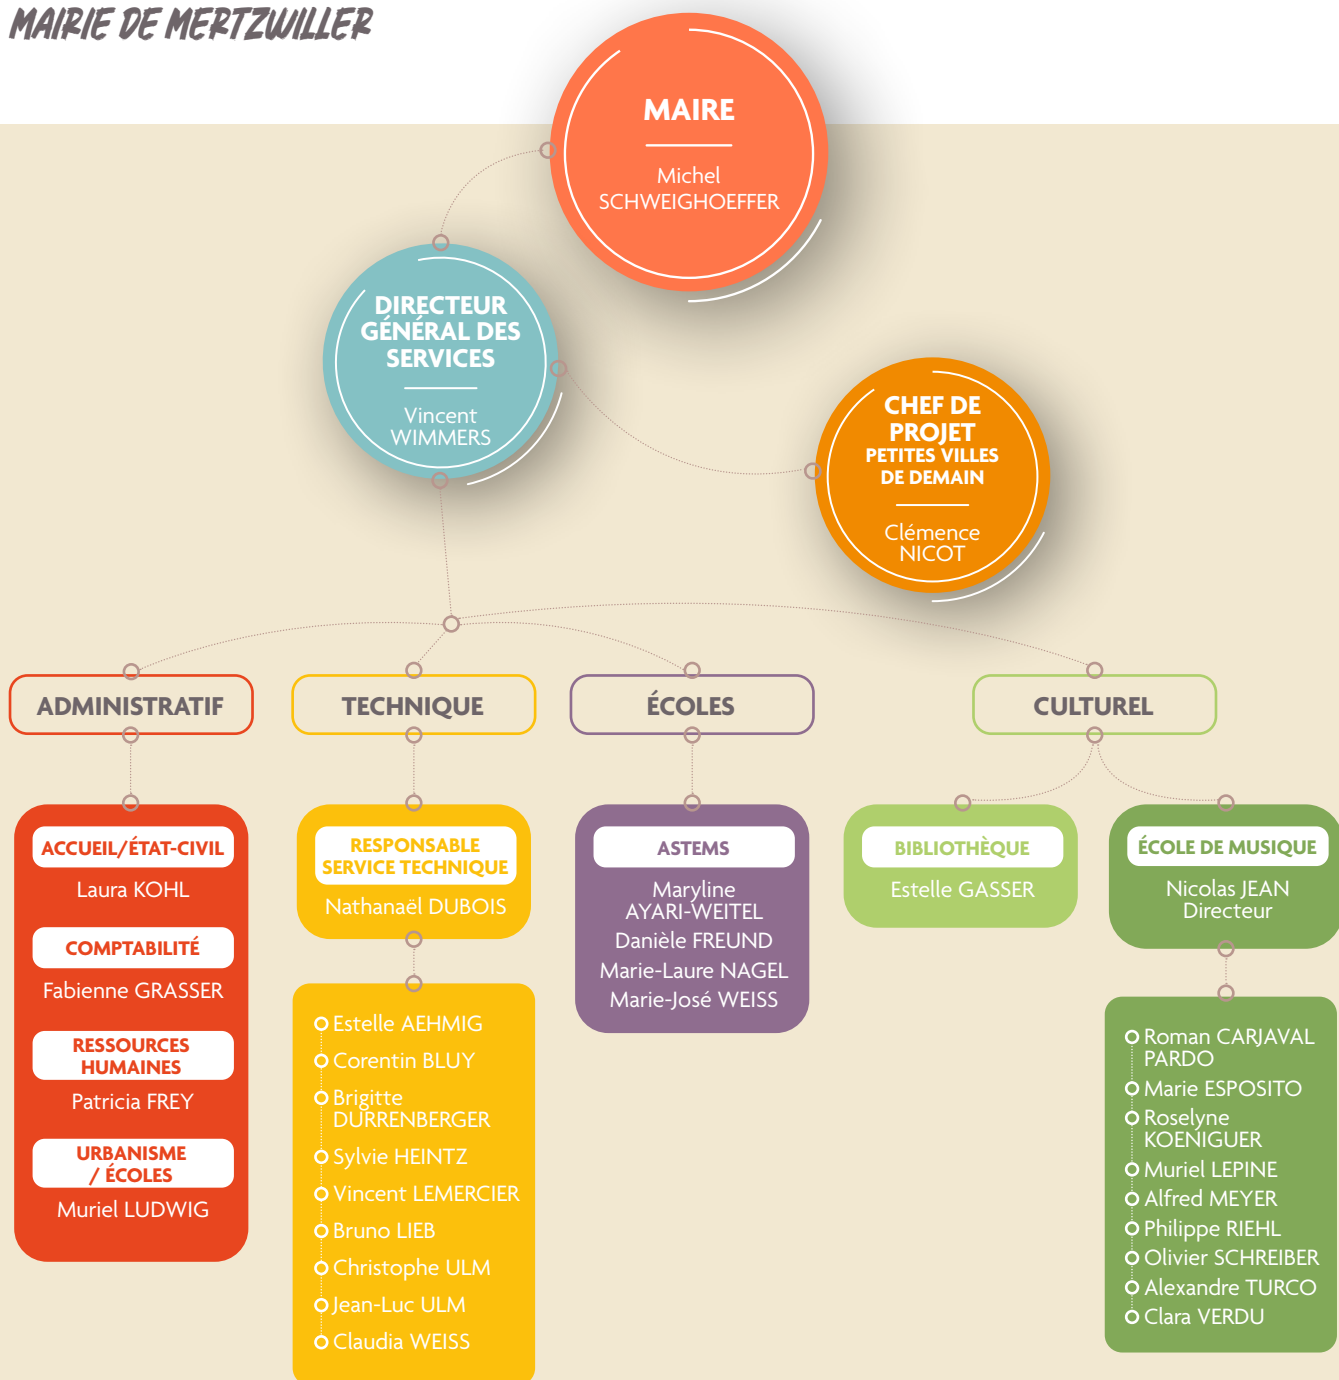 MAIRIE DE MERTZWILLER
MAIRE
Michel
SCHWEIGHOEFFER
DIRECTEUR
GÉNÉRAL DES
SERVICES
Vincent
WIMMERS
CHEF DE
PROJET
PETITES VILLES
DE DEMAIN
Clémence
NICOT
ADMINISTRATIF
ACCUEIL/ÉTAT-CIVIL
Laura KOHL
COMPTABILITÉ
Fabienne GRASSER
RESSOURCES
HUMAINES
Patricia FREY
URBANISME
/ ÉCOLES
Muriel LUDWIG
TECHNIQUE
RESPONSABLE
SERVICE TECHNIQUE
Nathanaël DUBOIS
Estelle AEHMIG
Corentin BLUY
Brigitte
DURRENBERGER
Sylvie HEINTZ
Vincent LEMERCIER
Bruno LIEB
Christophe ULM
Jean-Luc ULM
Claudia WEISS
ÉCOLES
ASTEMS
Maryline
AYARI-WEITEL
Danièle FREUND
Marie-Laure NAGEL
Marie-José WEISS
CULTUREL
BIBLIOTHÈQUE
Estelle GASSER
ÉCOLE DE MUSIQUE
Nicolas JEAN
Directeur
Roman CARJAVAL
PARDO
Marie ESPOSITO
Roselyne
KOENIGUER
Muriel LEPINE
Alfred MEYER
Philippe RIEHL
Olivier SCHREIBER
Alexandre TURCO
Clara VERDU